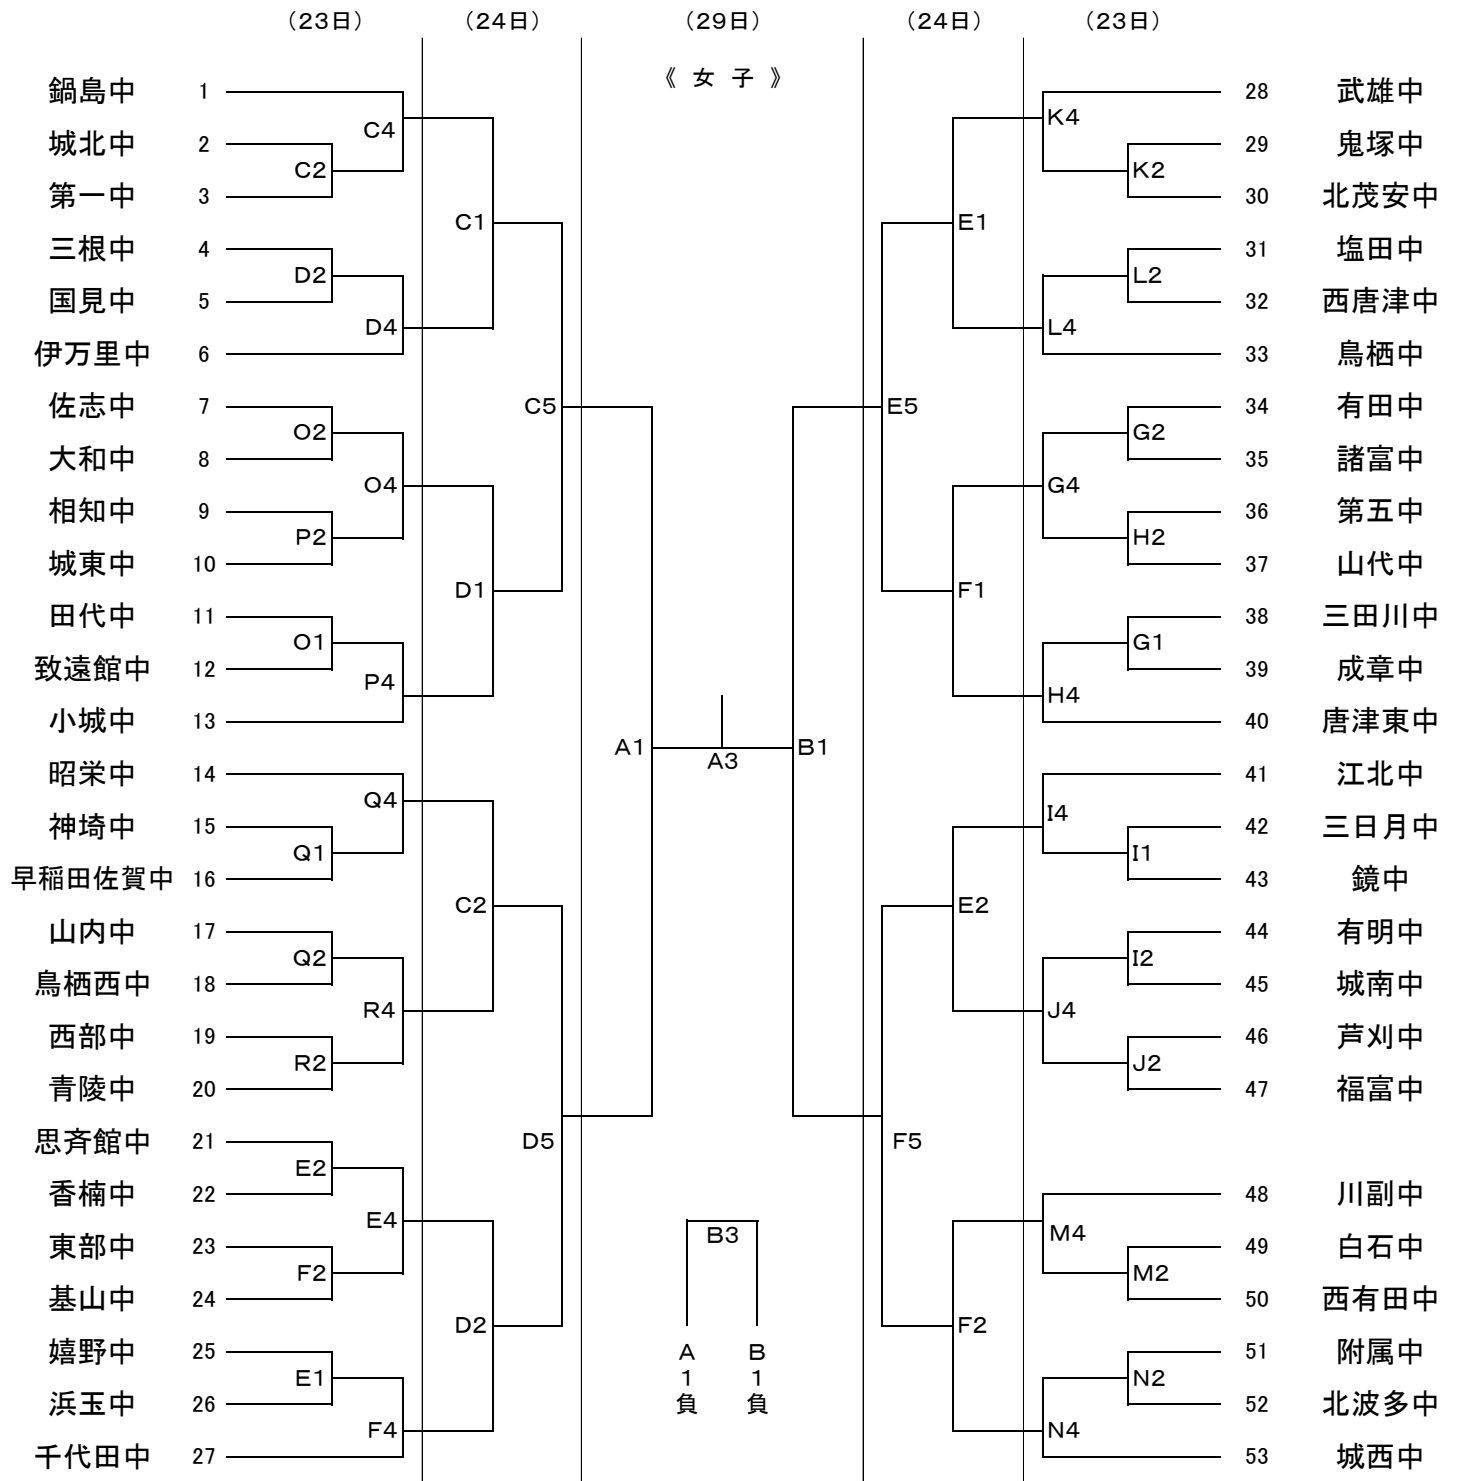 (23日) (24日) (29日) (24日) (23日)
《 女 子 》
鍋島中 1 28 武雄中
C4 K4
城北中 2 29 鬼塚中
C2 K2
第一中 3 30 北茂安中
C1 E1
三根中 4 31 塩田中
D2 L2
国見中 5 32 西唐津中
D4 L4
伊万里中 6 33 鳥栖中
佐志中 7 C5 E5 34 有田中
O2 G2
大和中 8 35 諸富中
O4 G4
相知中 9 36 第五中
P2 H2
城東中 10 37 山代中
D1 F1
田代中 11 38 三田川中
O1 G1
致遠館中 12 39 成章中
P4 H4
小城中 13 40 唐津東中
A1 A3 B1
昭栄中 14 41 江北中
Q4 I4
神埼中 15 42 三日月中
Q1 I1
早稲田佐賀中 16 43 鏡中
C2 E2
山内中 17 44 有明中
Q2 I2
鳥栖西中 18 45 城南中
R4 J4
西部中 19 46 芦刈中
R2 J2
青陵中 20 47 福富中
思斉館中 21 D5 F5
E2
香楠中 22 48 川副中
E4 B3 M4
東部中 23 49 白石中
F2 M2
基山中 24 50 西有田中
D2 F2
嬉野中 25 A1負 B1負 51 附属中
E1 N2
浜玉中 26 52 北波多中
F4 N4
千代田中 27 53 城西中